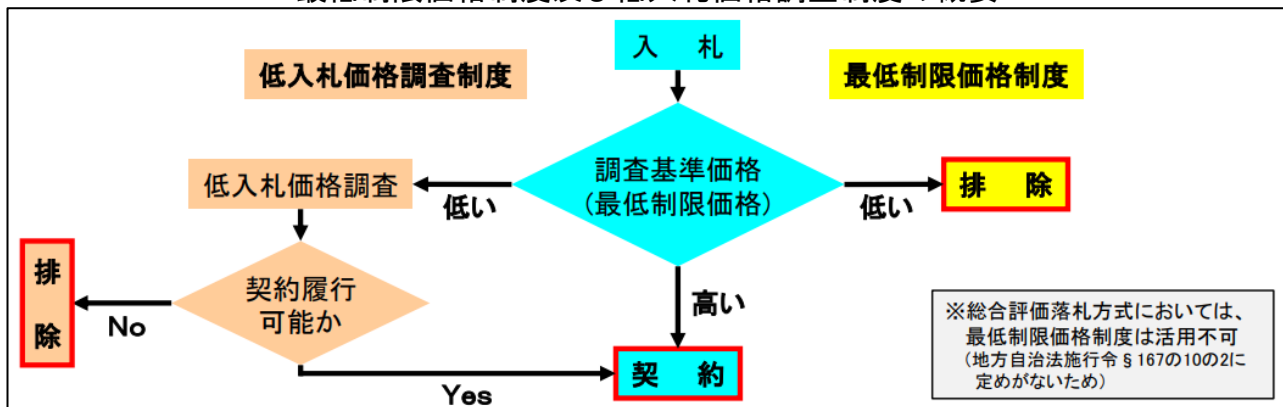 入 札
低入札価格調査制度
最低制限価格制度
調査基準価格
(最低制限価格)
低入札価格調査
低い
低い
排 除
契約履行
可能か
排
除
No
高い
Yes
契 約
※総合評価落札方式においては、
最低制限価格制度は活用不可
(地方自治法施行令§167の10の2に
定めがないため)